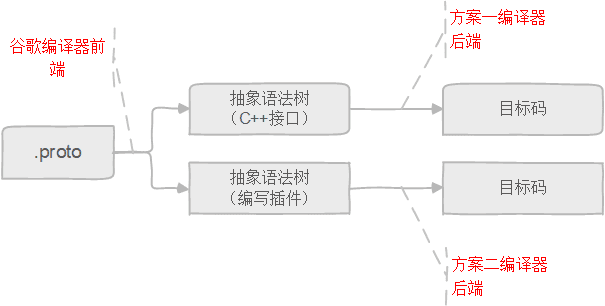 谷歌编译器前
端
方案一编译器
后端
.proto
抽象语法树
（C++接口）
目标码
抽象语法树
（编写插件）
目标码
方案二编译器
后端